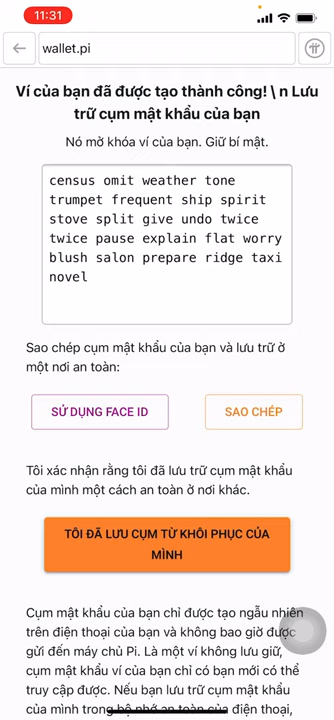 11:31
wallet.pi
Ví của bạn đã được tạo thành công! \ n Lưu
trữ cụm mật khẩu của bạn
Nó mở khóa ví của bạn. Giữ bí mật.
census omit weather tone
trumpet frequent ship spirit
stove split give undo twice
twice pause explain flat worry
blush salon prepare ridge taxi
novel
Sao chép cụm mật khẩu của bạn và lưu trữ ở
một nơi an toàn:
SỬ DỤNG FACE ID
SAO CHÉP
Tôi xác nhận rằng tôi đã lưu trữ cụm mật khẩu
của mình một cách an toàn ở nơi khác.
TÔI ĐÃ LƯU CỤM TỪ KHÔI PHỤC CỦA
MÌNH
Cụm mật khẩu của bạn chỉ được tạo ngẫu nhiên
trên điện thoại của bạn và không bao giờ được
gửi đến máy chủ Pi. Là một ví không lưu giữ,
cụm mật khẩu ví của bạn chỉ có bạn mới có thể
truy cập được. Nếu bạn lưu trữ cụm mật khẩu
của mình trong bộ nhớ an toàn của điện thoại,